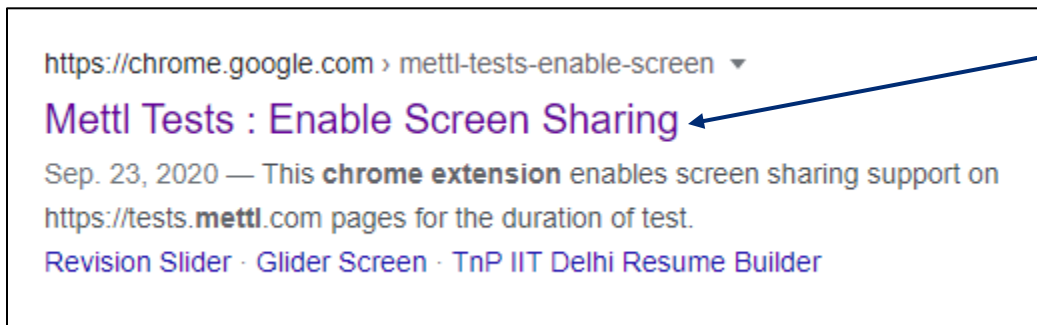 https://chrome.google.com › mettl-tests-enable-screen
Mettl Tests : Enable Screen Sharing
Sep. 23, 2020 — This chrome extension enables screen sharing support on
https://tests.mettl.com pages for the duration of test.
Revision Slider · Glider Screen · TnP IIT Delhi Resume Builder